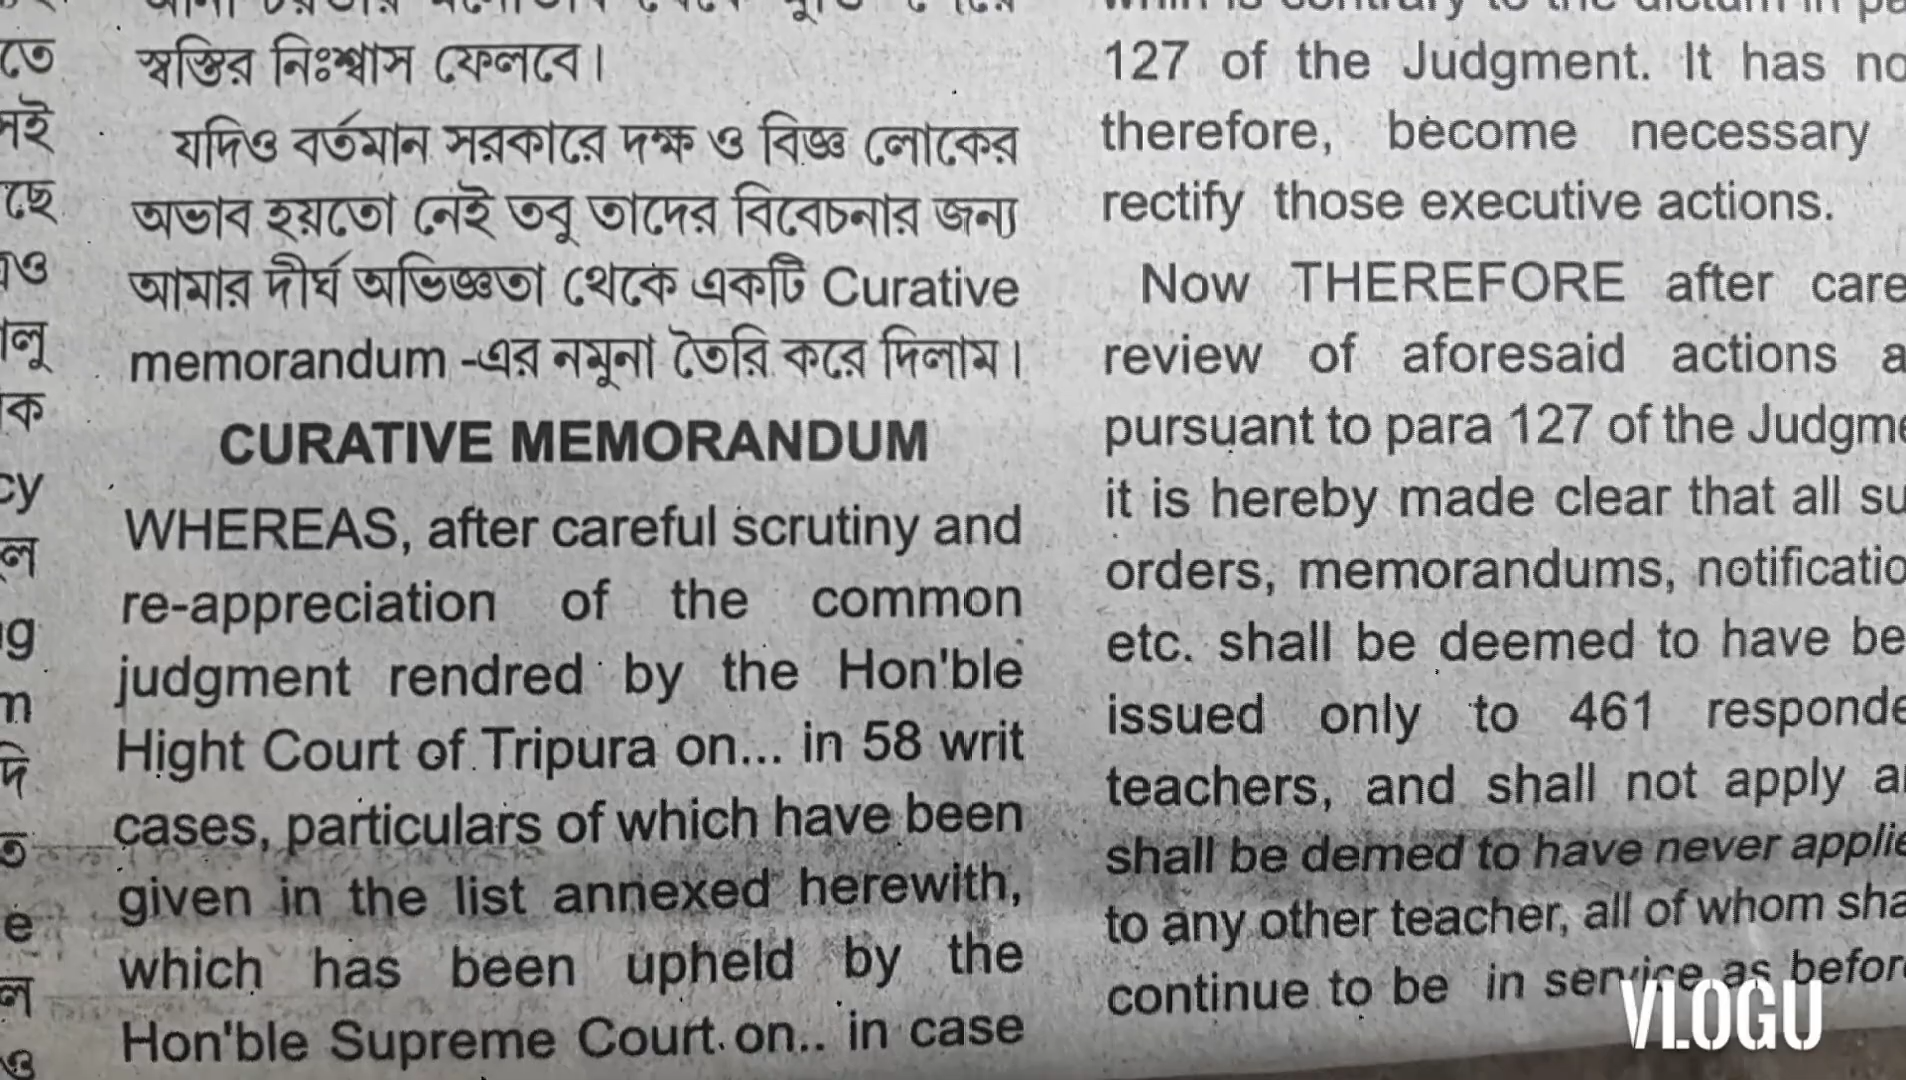 স্বস্তির নিঃশ্বাস ফেলবে।
যদিও বর্তমান সরকারে দক্ষ ও বিজ্ঞ লোকের
অভাব হয়তো নেই তবু তাদের বিবেচনার জন্য
আমার দীর্ঘ অভিজ্ঞতা থেকে একটি Curative
memorandum -এর নমুনা তৈরি করে দিলাম।
CURATIVE MEMORANDUM
WHEREAS, after careful scrutiny and
re-appreciation of the common
judgment rendred by the Hon'ble
Hight Court of Tripura on... in 58 writ
cases, particulars of which have been
given in the list annexed herewith,
which has been upheld by the
Hon'ble Supreme Court on.. in case
is contrary to the dictum in
127 of the Judgment. It has
therefore, become necessary
rectify those executive actions.
Now THEREFORE after
review of aforesaid actions
pursuant to para 127 of the
it is hereby made clear that all
orders, memorandums,
etc. shall be deemed to have
issued only to 461
teachers, and shall not apply
shall be demed to have never
to any other teacher, all of whom
continue to be in service as
VLOGU